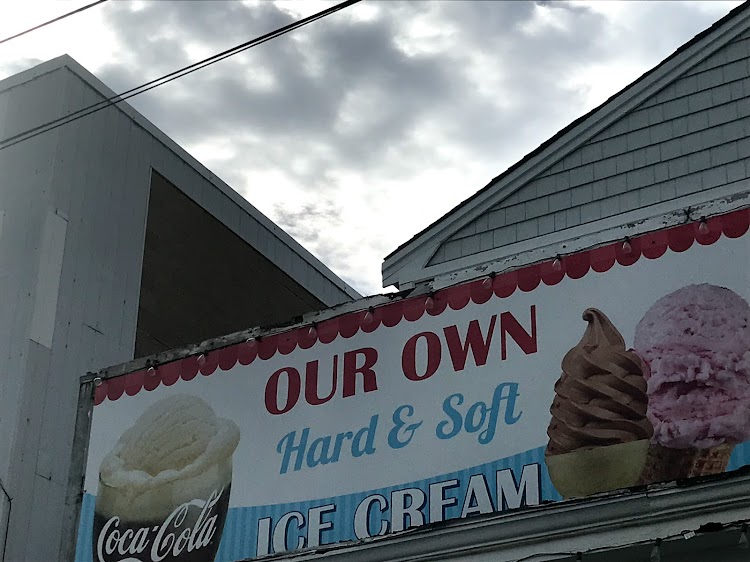 OUR OWN
Hard & Soft
ICE CREAM
Coca-Cola